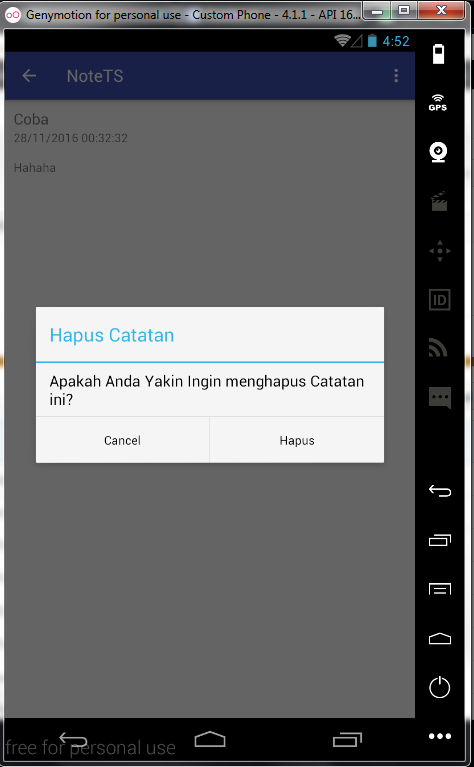 Genymotion for personal use - Custom Phone - 4.1.1 - API 16...
4:52
NoteTS
GPS
Coba
28/11/2016 00:32:32
Hahaha
ID
Hapus Catatan
Apakah Anda Yakin Ingin menghapus Catatan
ini?
Cancel
Hapus
free for personal use